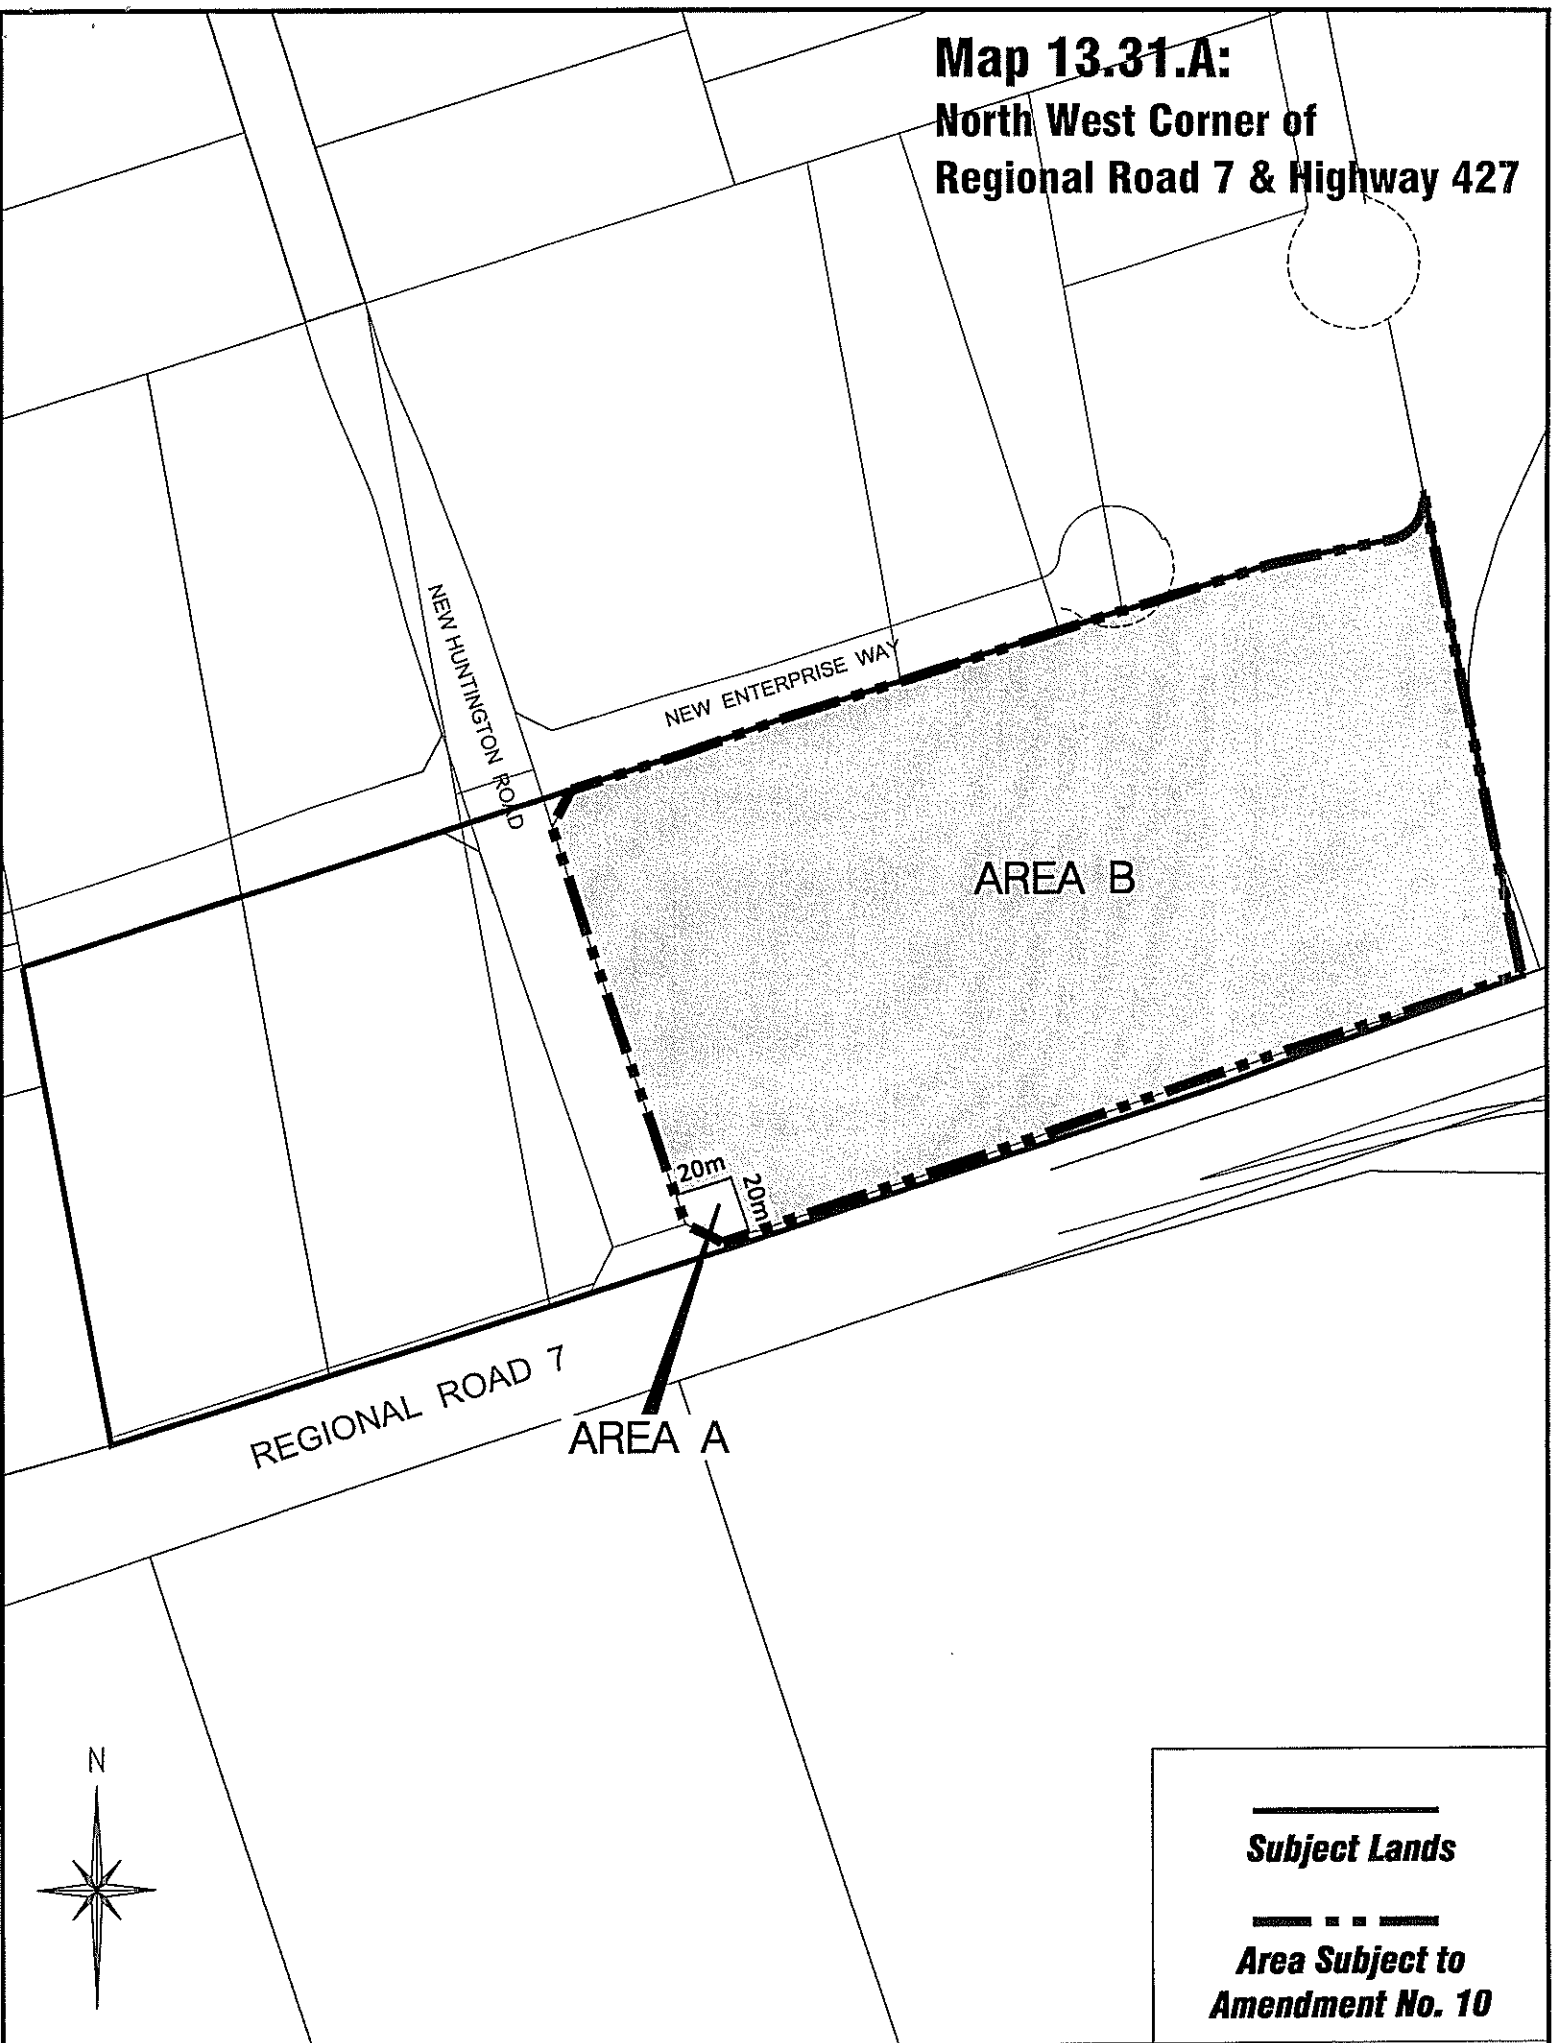 Map 13.31.A:
North West Corner of
Regional Road 7 & Highway 427
NEW HUNTINGTON ROAD
NEW ENTERPRISE WAY
AREA B
20m
20m
REGIONAL ROAD 7
AREA A
N
Subject Lands
Area Subject to
Amendment No. 10